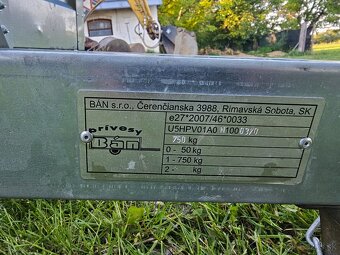 BÁN s.r.o., Čerenčianska 3988, Rimavská Sobota, SK
e27*2007/46*0033
prívesy
BÁN
750 kg
0 - 50 kg
1 - 750 kg
2 - kg